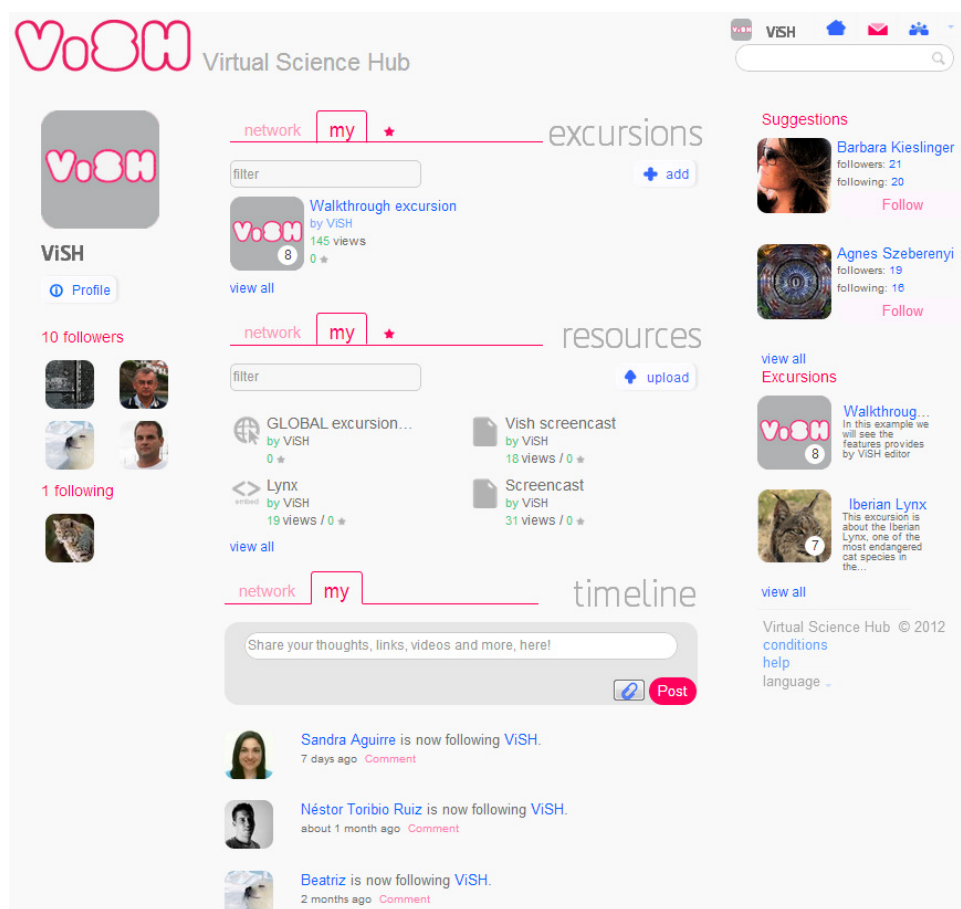 ViSH Virtual Science Hub
ViSH
ViSH
ViSH
Profile
10 followers
1 following
network my excursions
filter
add
ViSH
8
Walkthrough excursion
by ViSH
145 views
0
view all
network my resources
filter
upload
GLOBAL excursion...
by ViSH
0
Vish screencast
by ViSH
18 views / 0
embed
Lynx
by ViSH
19 views / 0
Screencast
by ViSH
31 views / 0
view all
network my timeline
Share your thoughts, links, videos and more, here!
Post
Sandra Aguirre is now following ViSH.
7 days ago Comment
Néstor Toribio Ruiz is now following ViSH.
about 1 month ago Comment
Beatriz is now following ViSH.
2 months ago Comment
Suggestions
Barbara Kieslinger
followers: 21
following: 20
Follow
Agnes Szeberenyi
followers: 19
following: 16
Follow
view all
Excursions
ViSH
8
Walkthroug...
In this example we
will see the
features provides
by ViSH editor
7
Iberian Lynx
This excursion is
about the Iberian
Lynx, one of the
most endangered
cat species in
the...
view all
Virtual Science Hub © 2012
conditions
help
language